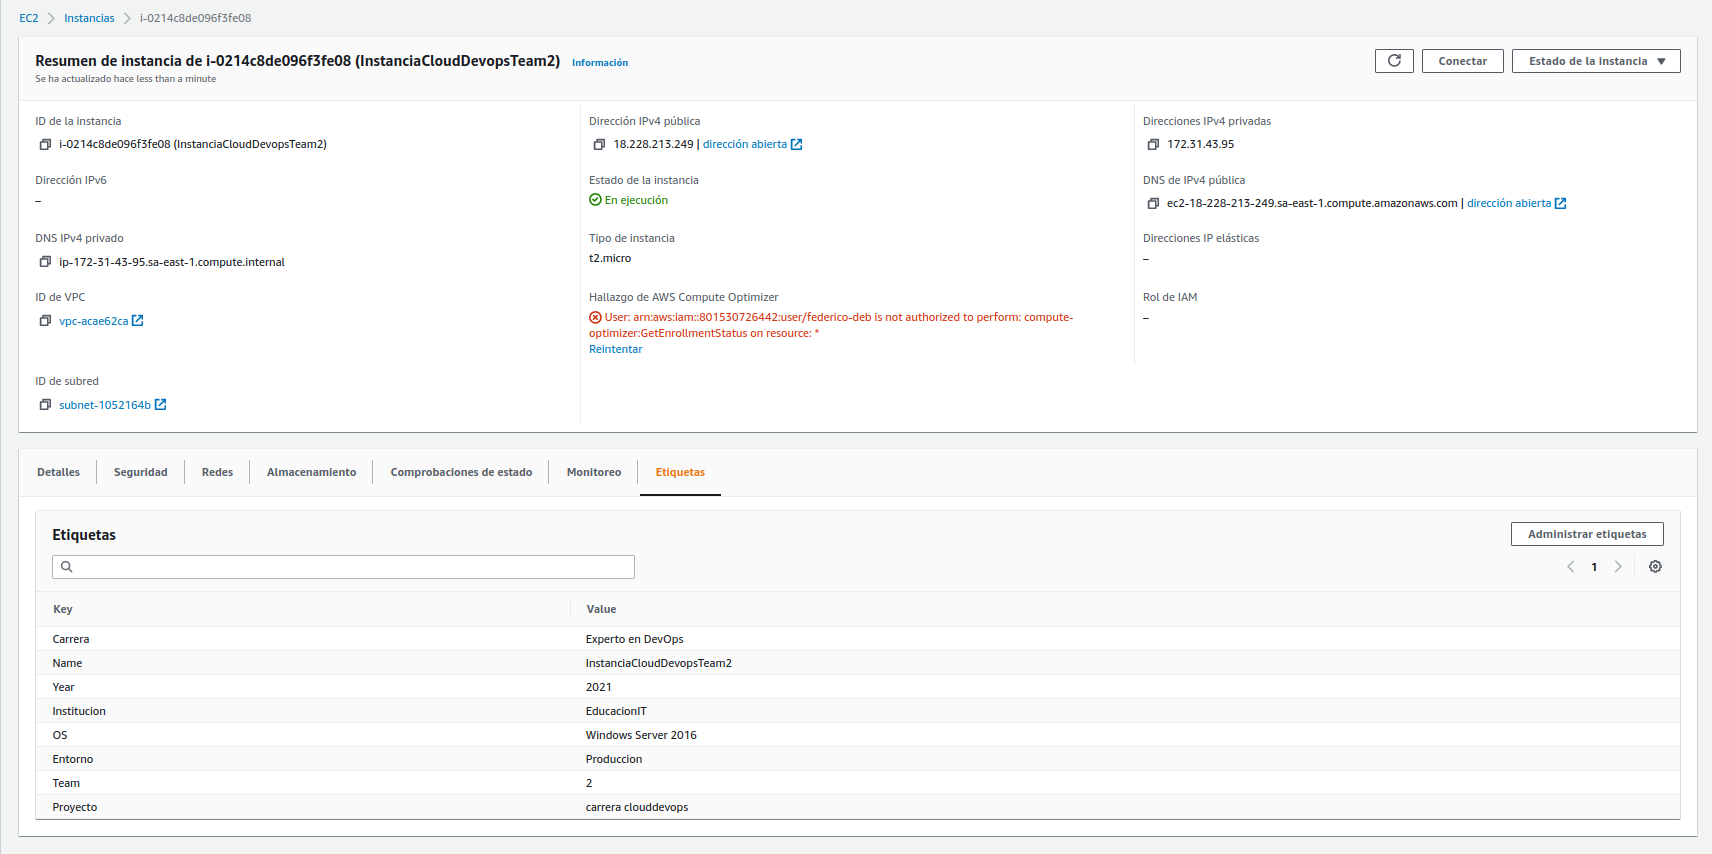 EC2 > Instancias > i-0214c8de096f3fe08
Resumen de instancia de i-0214c8de096f3fe08 (InstanciaCloudDevopsTeam2) Información
Se ha actualizado hace less than a minute
Conectar
Estado de la instancia
ID de la instancia
i-0214c8de096f3fe08 (InstanciaCloudDevopsTeam2)
Dirección IPv4 pública
18.228.213.249 | dirección abierta
Direcciones IPv4 privadas
172.31.43.95
Dirección IPv6
–
Estado de la instancia
En ejecución
DNS de IPv4 pública
ec2-18-228-213-249.sa-east-1.compute.amazonaws.com | dirección abierta
DNS IPv4 privado
ip-172-31-43-95.sa-east-1.compute.internal
Tipo de instancia
t2.micro
Direcciones IP elásticas
–
ID de VPC
vpc-acae62ca
Hallazgo de AWS Compute Optimizer
User: arn:aws:iam::801530726442:user/federico-deb is not authorized to perform: compute-
optimizer:GetEnrollmentStatus on resource: *
Reintentar
Rol de IAM
–
ID de subred
subnet-1052164b
Detalles Seguridad Redes Almacenamiento Comprobaciones de estado Monitoreo Etiquetas
Etiquetas
Administrar etiquetas
1
Key Value
Carrera Experto en DevOps
Name InstanciaCloudDevopsTeam2
Year 2021
Institucion EducacionIT
OS Windows Server 2016
Entorno Produccion
Team 2
Proyecto carrera clouddevops